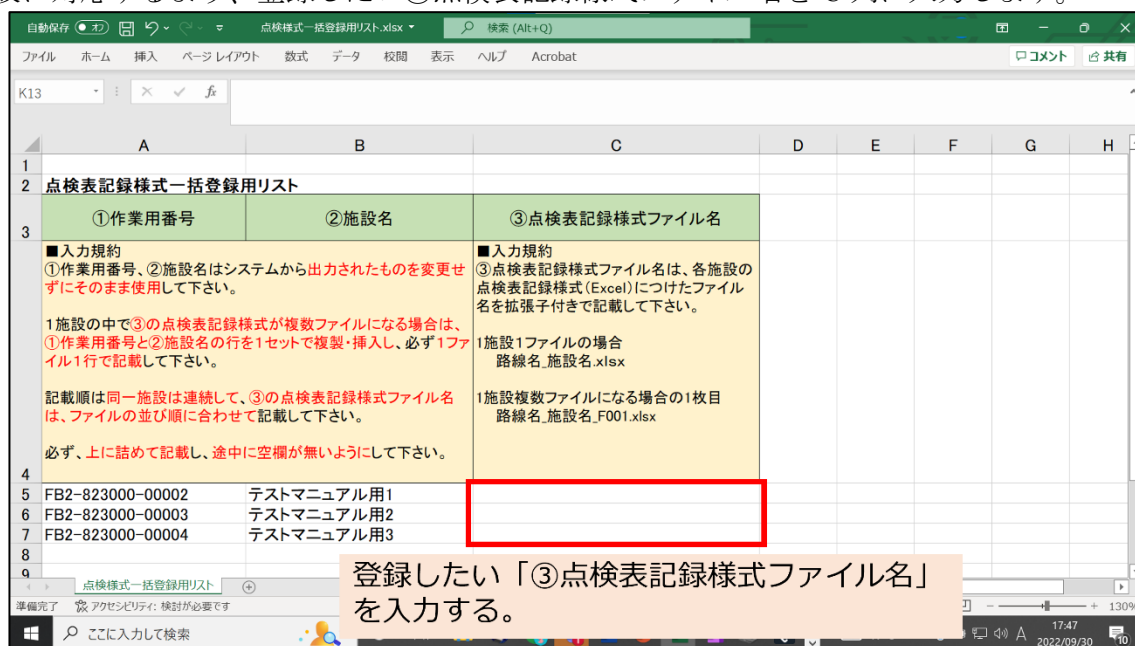 自動保存 オフ 点検様式一括登録用リスト.xlsx 検索 (Alt+Q)
ファイル ホーム 挿入 ページ レイアウト 数式 データ 校閲 表示 ヘルプ Acrobat コメント 共有
K13 fx
A B C D E F G H
1
2 点検表記録様式一括登録用リスト
3 ①作業用番号 ②施設名 ③点検表記録様式ファイル名
■入力規約
①作業用番号、②施設名はシステムから出力されたものを変更せ
ずにそのまま使用して下さい。
1施設の中で③の点検表記録様式が複数ファイルになる場合は、
①作業用番号と②施設名の行を1セットで複製・挿入し、必ず1ファ
イル1行で記載して下さい。
記載順は同一施設は連続して、③の点検表記録様式ファイル名
は、ファイルの並び順に合わせて記載して下さい。
必ず、上に詰めて記載し、途中に空欄が無いようにして下さい。
■入力規約
③点検表記録様式ファイル名は、各施設の
点検表記録様式(Excel)につけたファイル
名を拡張子付きで記載して下さい。
1施設1ファイルの場合
路線名_施設名.xlsx
1施設複数ファイルになる場合の1枚目
路線名_施設名_F001.xlsx
4
5 FB2-823000-00002 テストマニュアル用1
6 FB2-823000-00003 テストマニュアル用2
7 FB2-823000-00004 テストマニュアル用3
8
9
登録したい「③点検表記録様式ファイル名」
を入力する。
点検様式一括登録用リスト
準備完了 アクセシビリティ: 検討が必要です 130%
ここに入力して検索 A 17:47
2022/09/30 10